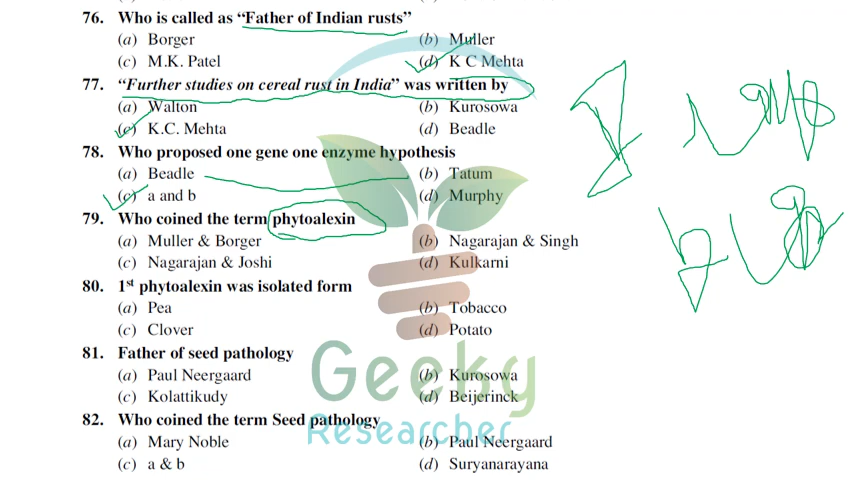 76. Who is called as “Father of Indian rusts”
(a) Borger (b) Muller
(c) M.K. Patel (d) K C Mehta
77. “Further studies on cereal rust in India” was written by
(a) Walton (b) Kurosowa
(c) K.C. Mehta (d) Beadle
78. Who proposed one gene one enzyme hypothesis
(a) Beadle (b) Tatum
(c) a and b (d) Murphy
79. Who coined the term phytoalexin
(a) Muller & Borger (b) Nagarajan & Singh
(c) Nagarajan & Joshi (d) Kulkarni
80. 1st phytoalexin was isolated form
(a) Pea (b) Tobacco
(c) Clover (d) Potato
81. Father of seed pathology
(a) Paul Neergaard (b) Kurosowa
(c) Kolattikudy (d) Beijerinck
Geeky
82. Who coined the term Seed pathology
Researcher
(a) Mary Noble (b) Paul Neergaard
(c) a & b (d) Suryanarayana